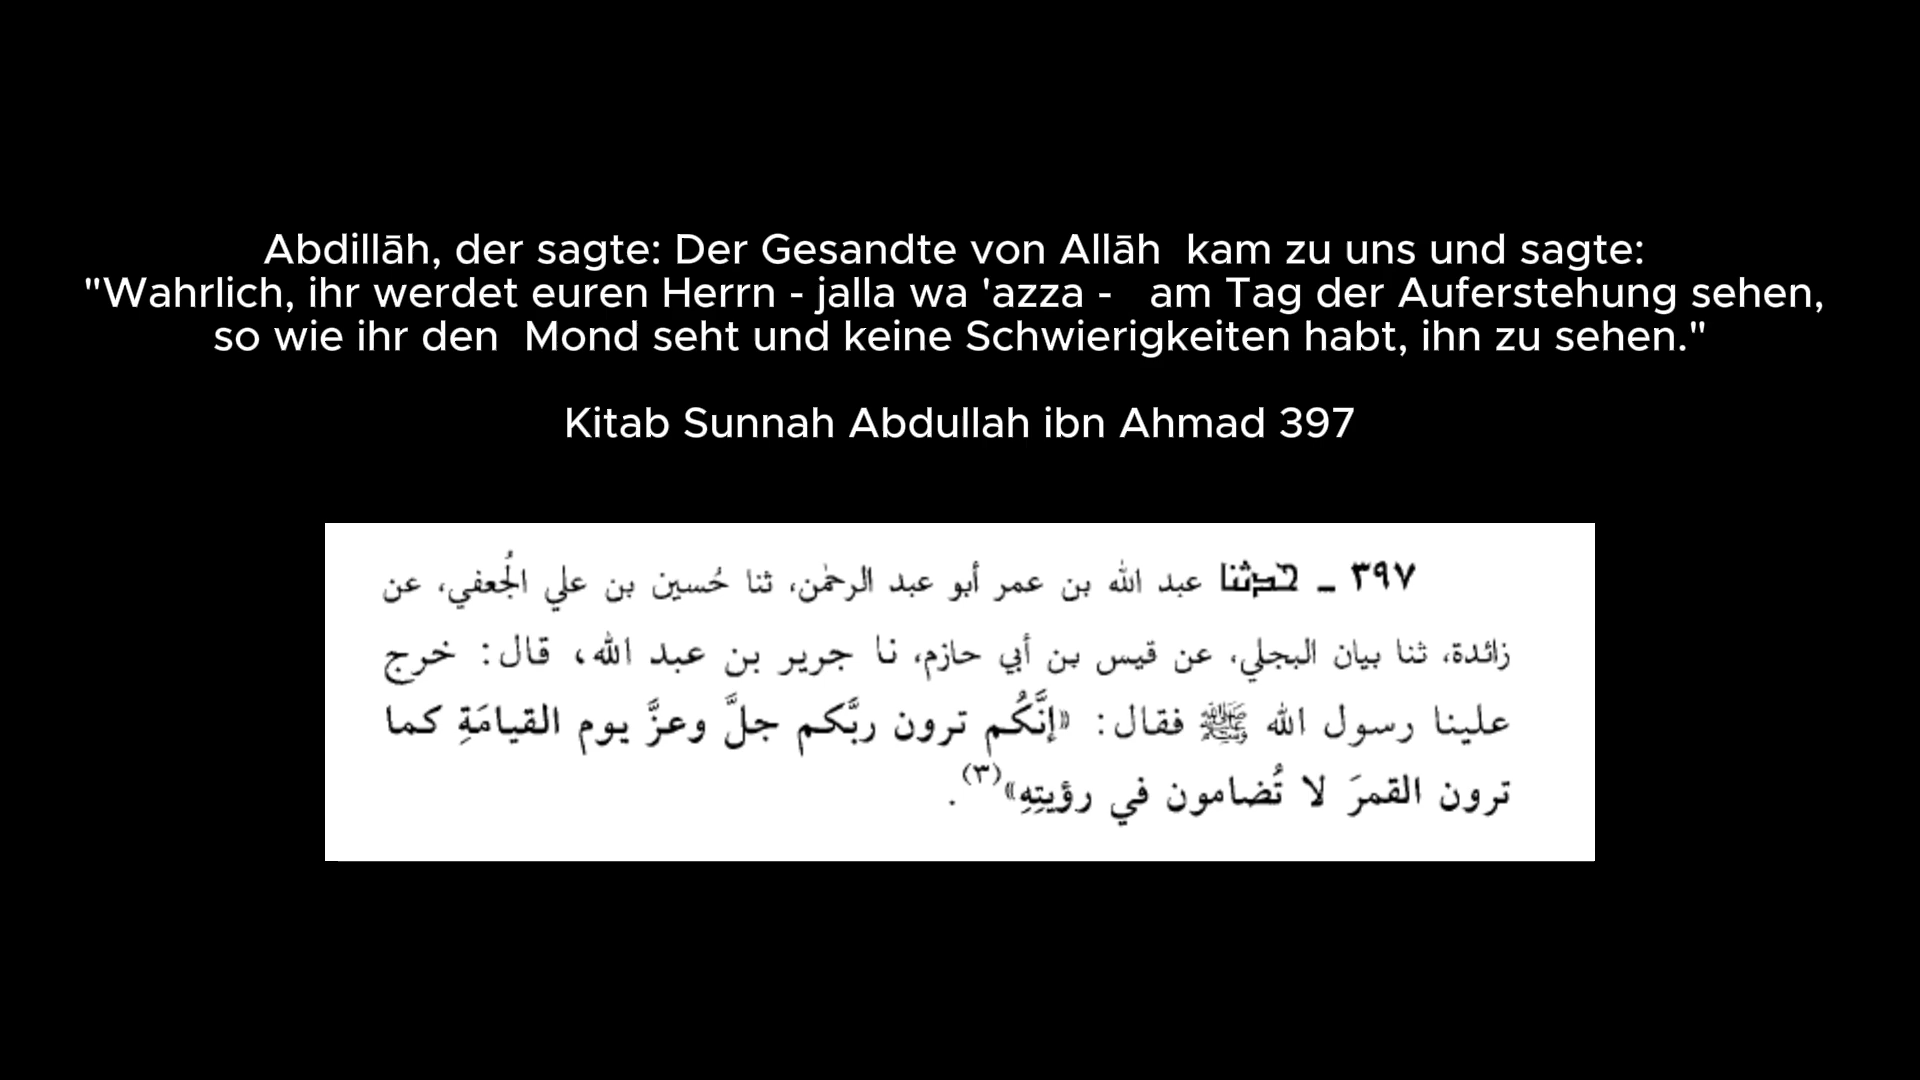 Abdillāh, der sagte: Der Gesandte von Allāh  kam zu uns und sagte:
"Wahrlich, ihr werdet euren Herrn - jalla wa 'azza -   am Tag der Auferstehung sehen,
so wie ihr den  Mond seht und keine Schwierigkeiten habt, ihn zu sehen."
Kitab Sunnah Abdullah ibn Ahmad 397
٣٩٧ ـ حدثنا عبد الله بن عمر أبو عبد الرحمٰن، ثنا حُسين بن علي الجُعفي، عن
زائدة، ثنا بيان البجلي، عن قيس بن أبي حازم، نا جرير بن عبد الله، قال: خرج
علينا رسول الله ﷺ فقال: «إنَّكُم ترون ربَّكم جلَّ وعزَّ يوم القيامَةِ كما
ترون القمرَ لا تُضامون في رؤيتِهِ»(٣).